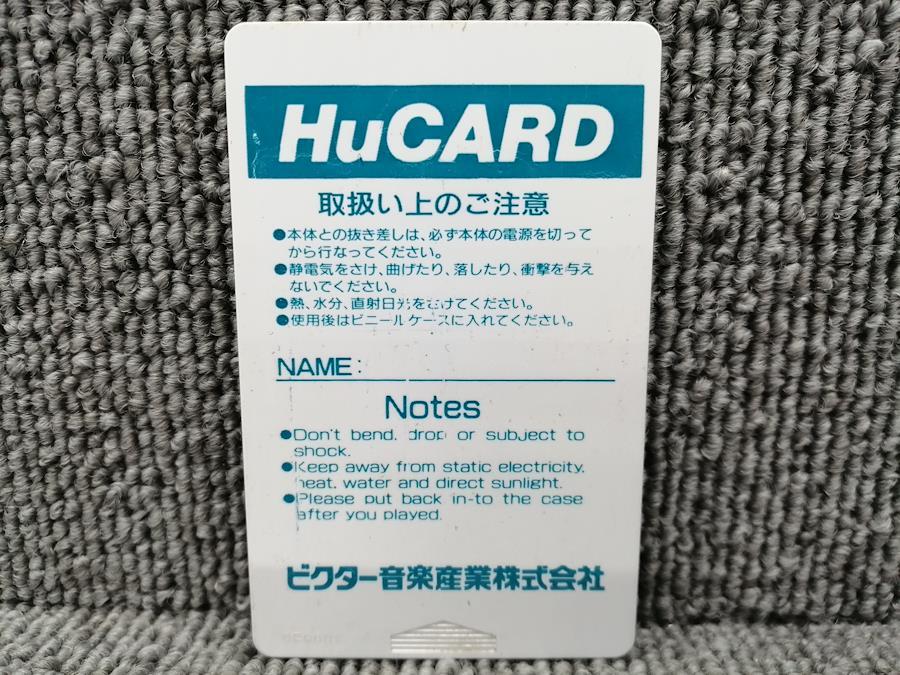 HuCARD
取扱い上のご注意
●本体との抜き差しは、必ず本体の電源を切って
から行なってください。
●静電気をさけ、曲げたり、落したり、衝撃を与え
ないでください。
●熱、水分、直射日光をさけてください。
●使用後はビニールケースに入れてください。
NAME:
Notes
●Don't bend, drop or subject to
shock.
●Keep away from static electricity,
heat, water and direct sunlight.
●Please put back in-to the case
after you played.
ビクター音楽産業株式会社